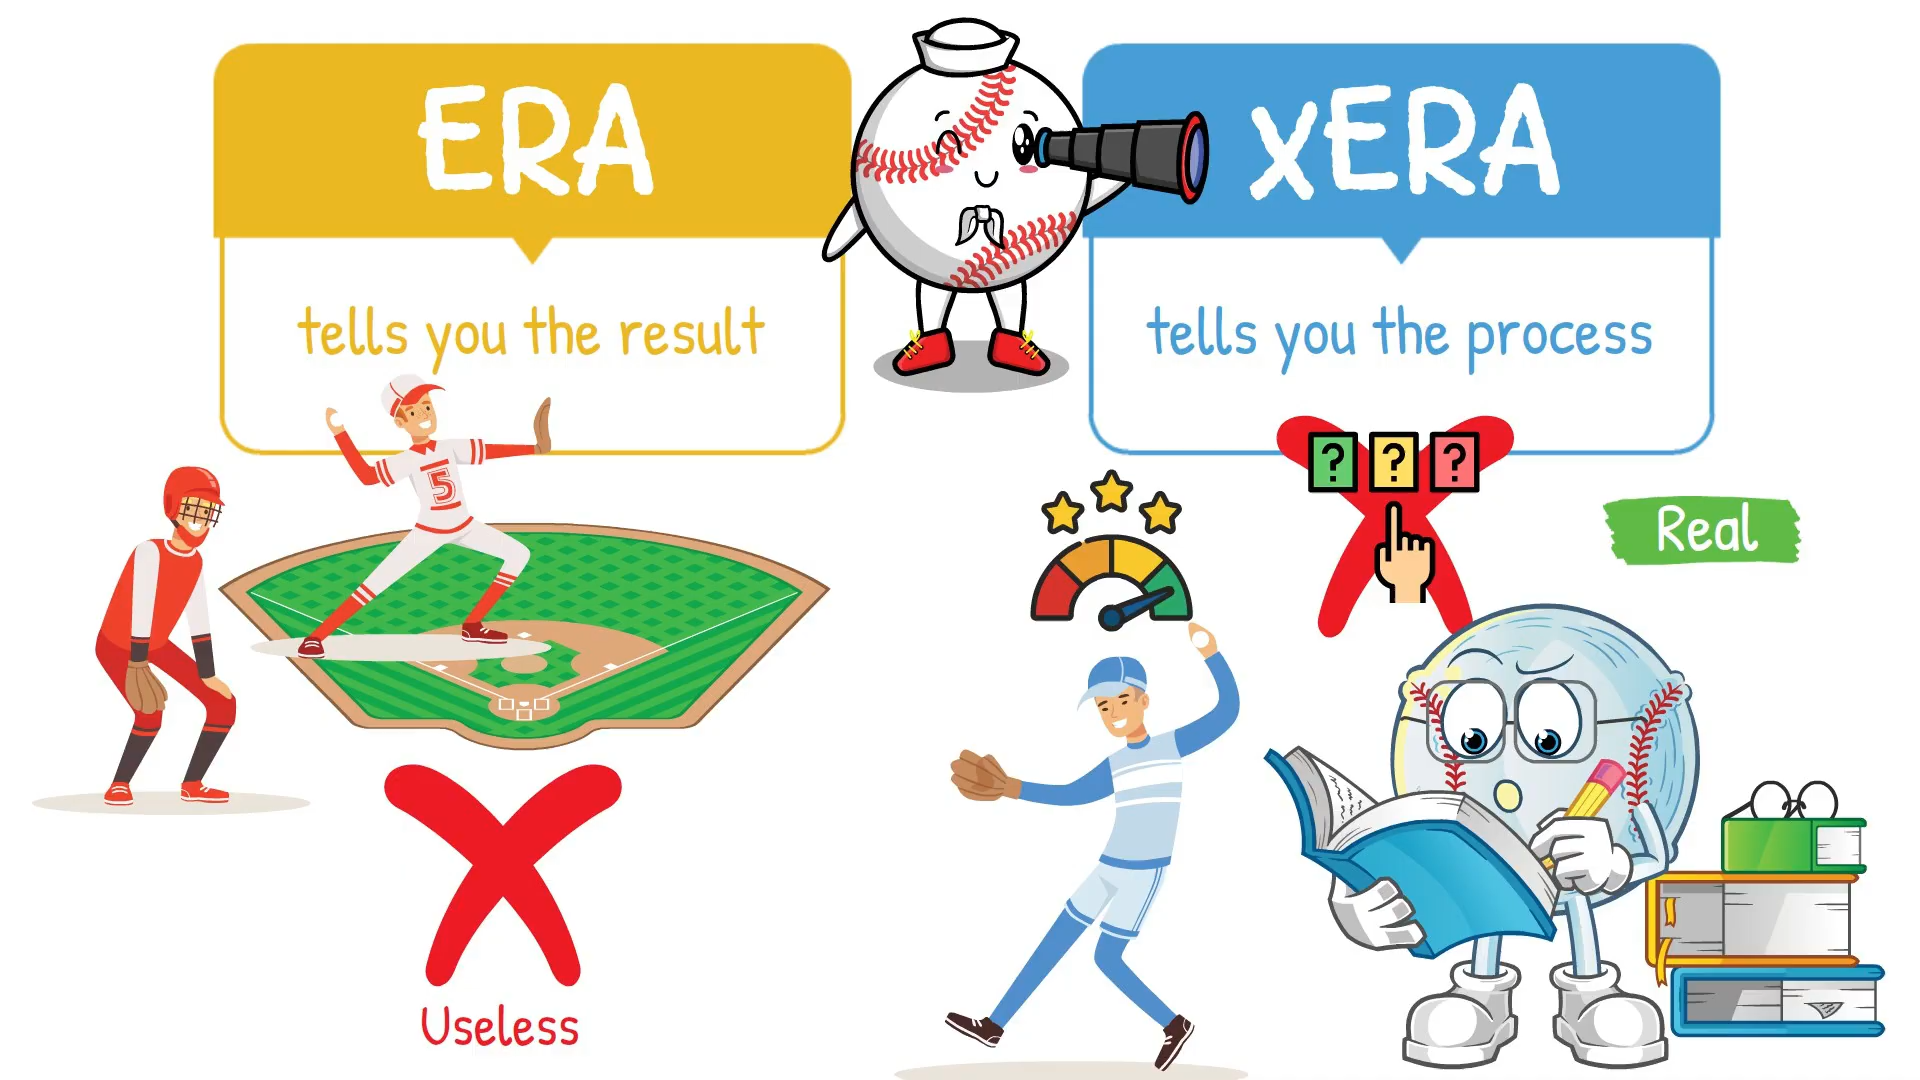 ERA
xERA
tells you the result
tells you the process
5
? ? ?
Real
Useless